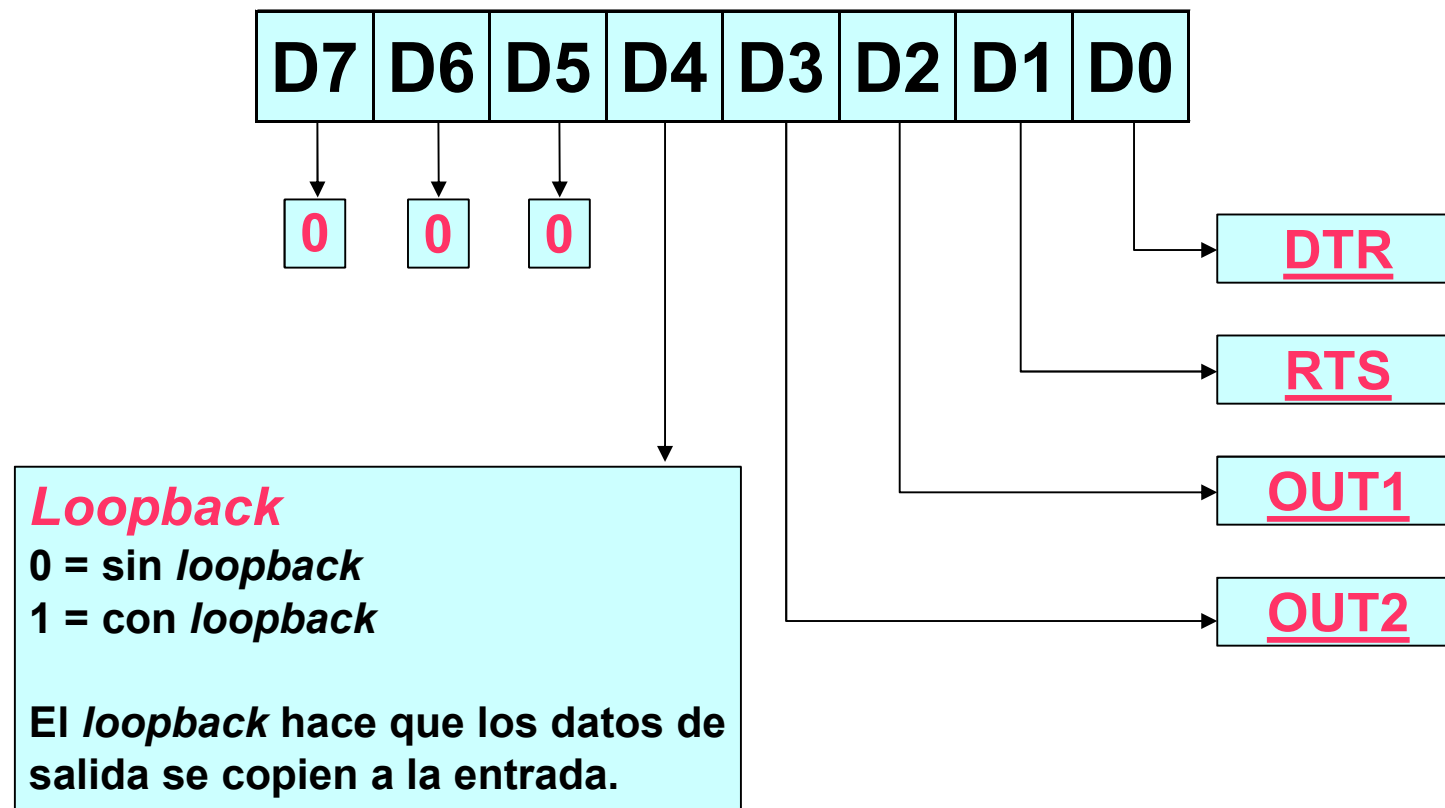 D7 D6 D5 D4 D3 D2 D1 D0
0 0 0
DTR
RTS
OUT1
OUT2
Loopback
0 = sin loopback
1 = con loopback
El loopback hace que los datos de
salida se copien a la entrada.